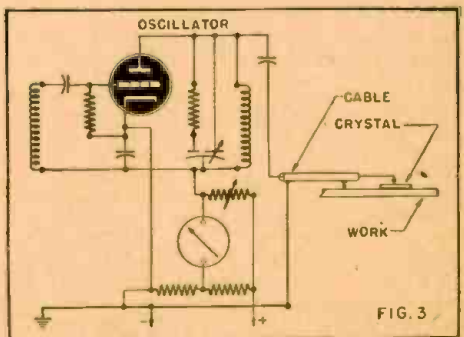 OSCILLATOR
CABLE
CRYSTAL
WORK
- +
FIG. 3